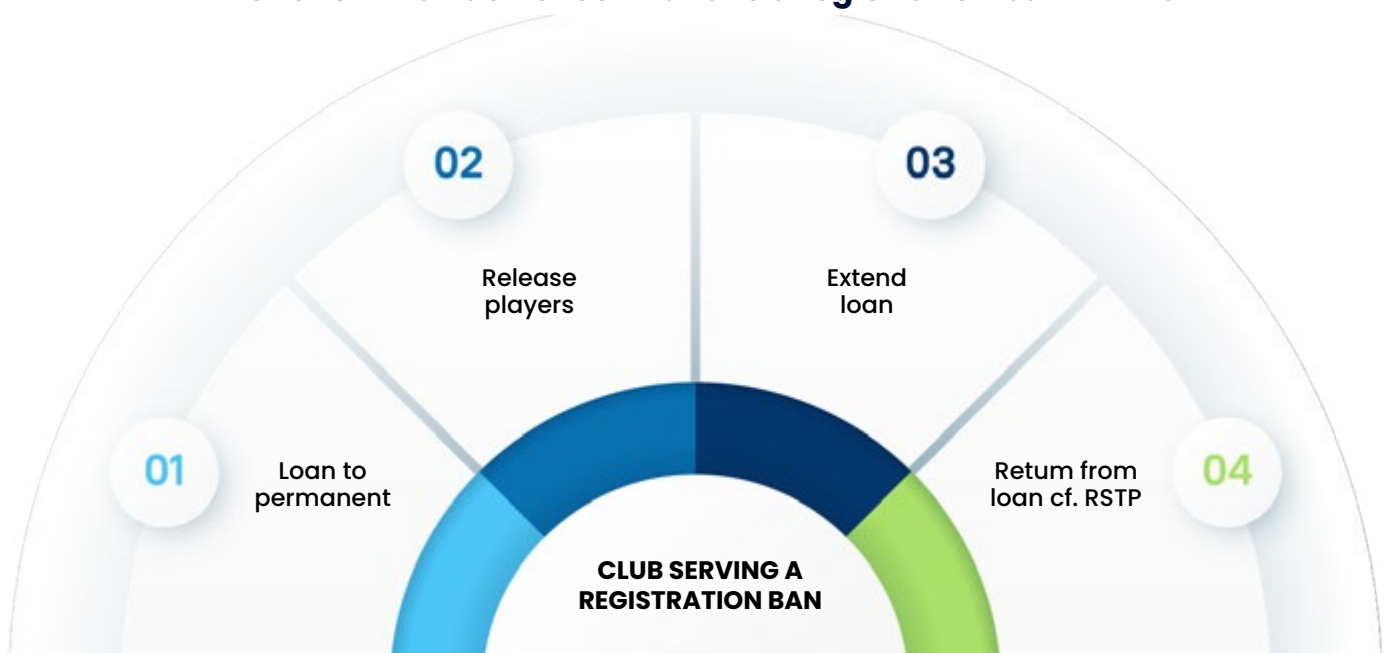 02
03
Release
players
Extend
loan
01
Loan to
permanent
Retum from
loan cf. RSTP
04
CLUB SERVING A
REGISTRATION BAN